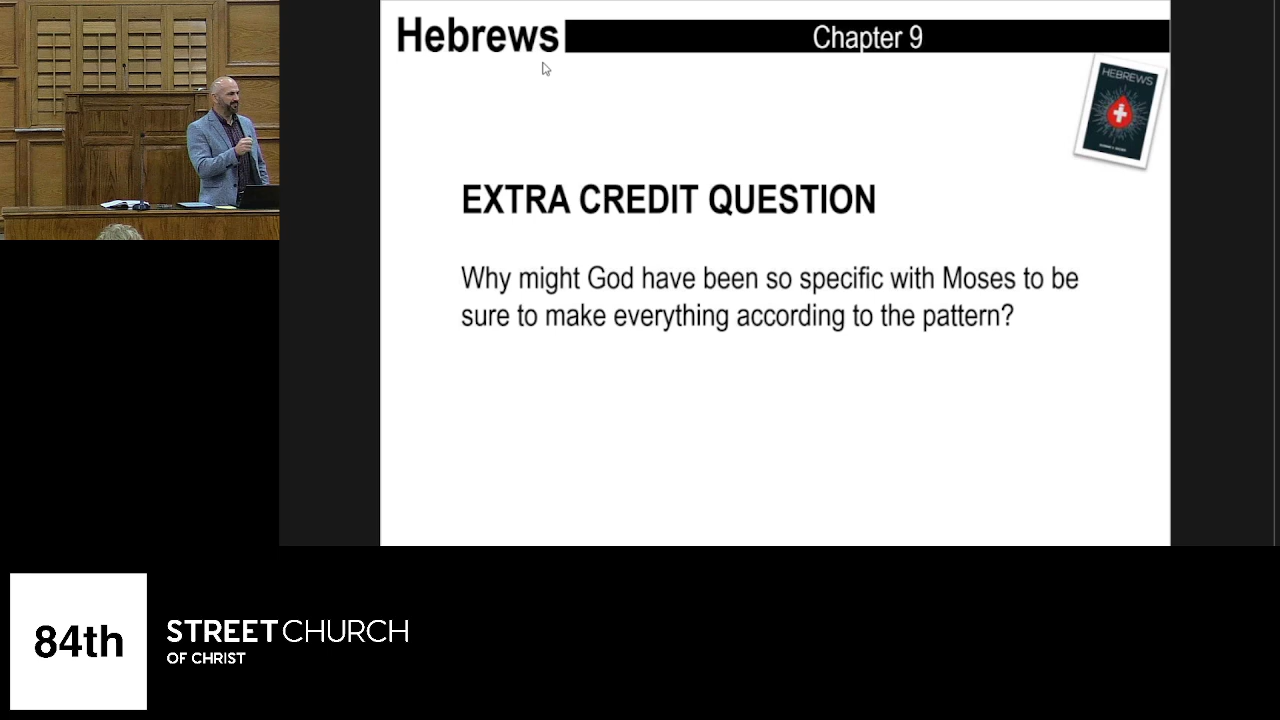 Hebrews
Chapter 9
HEBREWS
EXTRA CREDIT QUESTION
Why might God have been so specific with Moses to be
sure to make everything according to the pattern?
84th
STREET CHURCH
OF CHRIST